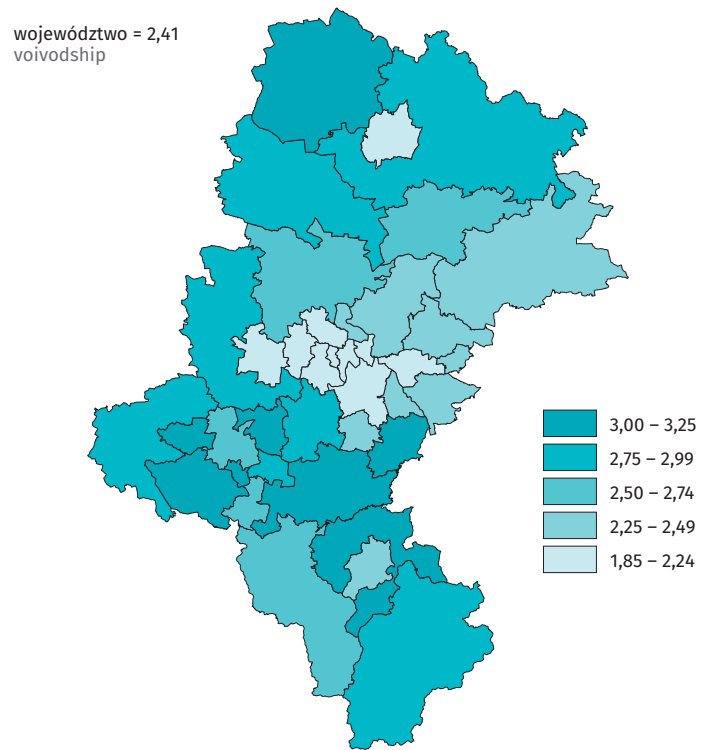 województwo = 2,41
voivodship
3,00 – 3,25
2,75 – 2,99
2,50 – 2,74
2,25 – 2,49
1,85 – 2,24